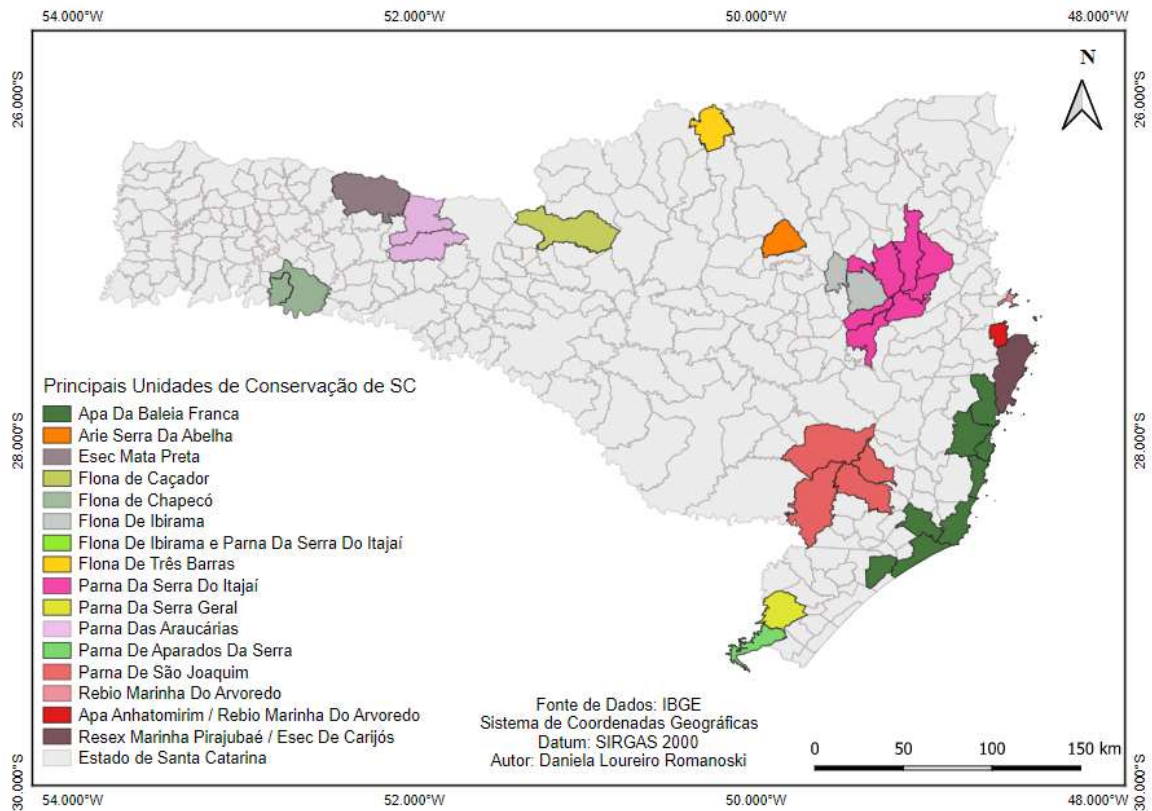 54.000°W 52.000°W 50.000°W 48.000°W
26.000°S
26.000°S
N
28.000°S
28.000°S
Principais Unidades de Conservação de SC
Apa Da Baleia Franca
Arie Serra Da Abelha
Esec Mata Preta
Flona de Caçador
Flona de Chapecó
Flona De Ibirama
Flona De Ibirama e Parna Da Serra Do Itajaí
Flona De Três Barras
Parna Da Serra Do Itajaí
Parna Da Serra Geral
Parna Das Araucárias
Parna De Aparados Da Serra
Parna De São Joaquim
Rebio Marinha Do Arvoredo
Apa Anhatomirim / Rebio Marinha Do Arvoredo
Resex Marinha Pirajubaé / Esec De Carijós
Estado de Santa Catarina
Fonte de Dados: IBGE
Sistema de Coordenadas Geográficas
Datum: SIRGAS 2000
Autor: Daniela Loureiro Romanoski
0 50 100 150 km
30.000°S
30.000°S
54.000°W 52.000°W 50.000°W 48.000°W